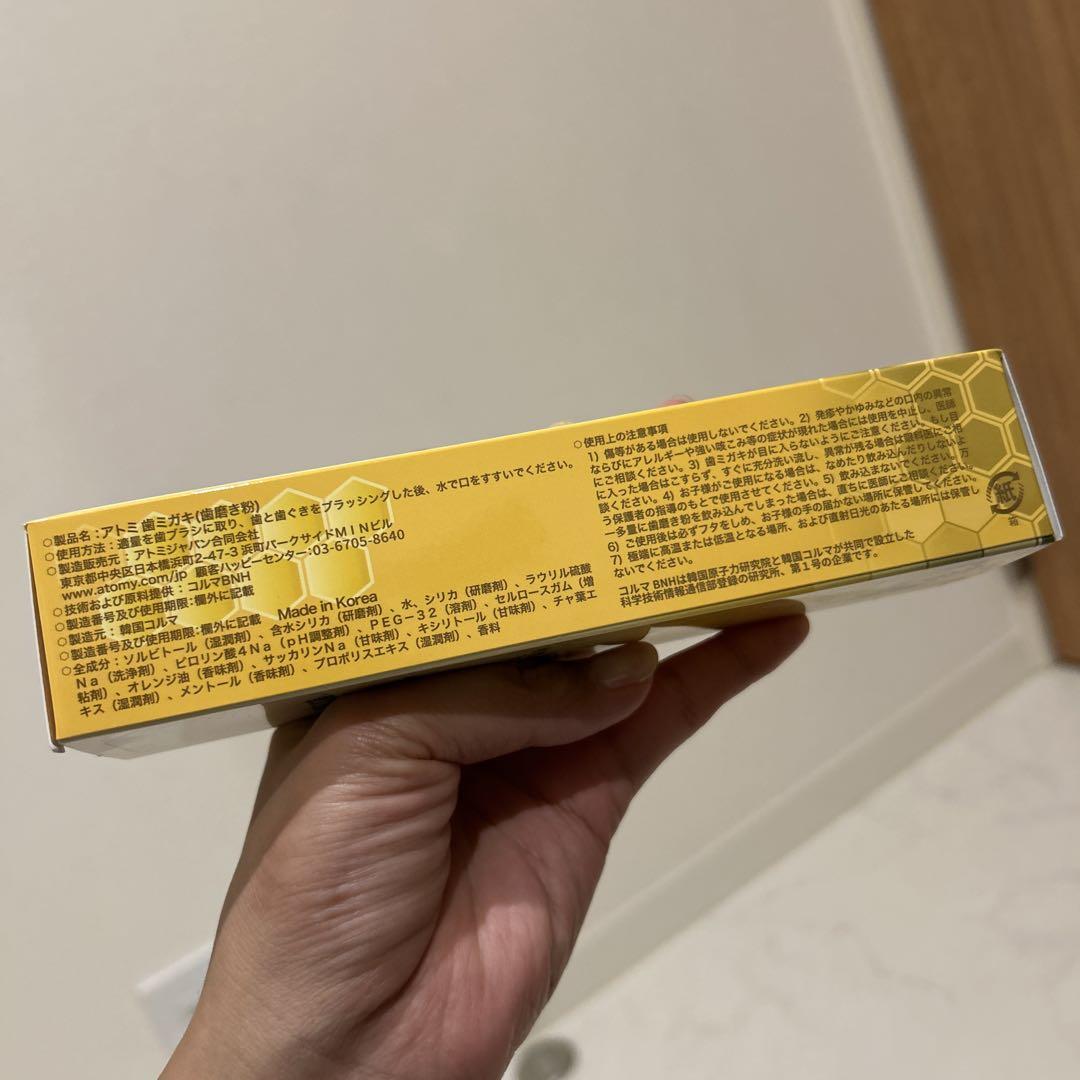 ○製品名：アトミ 歯ミガキ(歯磨き粉)
○使用方法：適量を歯ブラシに取り、歯と歯ぐきをブラッシングした後、水で口をすすいでください。
○製造販売元：アトミジャパン合同会社
東京都中央区日本橋浜町2-47-3 浜町パークサイドMINビル
www.atomy.com/jp 顧客ハッピーセンター:03-6705-8640
○技術および原料提供：コルマBNH
○製造番号及び使用期限:欄外に記載
○製造元：韓国コルマ Made in Korea
○製造番号及び使用期限:欄外に記載
○全成分：ソルビトール（湿潤剤）、含水シリカ（研磨剤）、水、シリカ（研磨剤）、ラウリル硫酸
Na（洗浄剤）、ピロリン酸4Na（pH調整剤）、PEG-32（溶剤）、セルロースガム（増
粘剤）、オレンジ油（香味剤）、サッカリンNa（甘味剤）、キシリトール（甘味剤）、チャ葉エ
キス（湿潤剤）、メントール（香味剤）、プロポリスエキス（湿潤剤）、香料
○使用上の注意事項
1) 傷等がある場合は使用しないでください。2) 発疹やかゆみなどの口内の異常
ならびにアレルギーや強い咳こみ等の症状が現れた場合には使用を中止し、医師
にご相談ください。3) 歯ミガキが目に入らないようにご注意ください。もし目
に入った場合はこすらず、すぐに充分洗い流し、異常が残る場合は眼科医にご相
談ください。4) お子様がご使用になる場合は、なめたり飲み込んだりしないよ
う保護者の指導のもとで使用させてください。5) 飲み込まないでください。万
一多量に歯磨き粉を飲み込んでしまった場合は、直ちに医師にご相談ください。
6) ご使用後は必ずフタをしめ、お子様の手の届かない場所に保管してください。
7) 極端に高温または低温となる場所、および直射日光のあたる場所には保管し
ないでください。
コルマ BNHは韓国原子力研究院と韓国コルマが共同で設立した
科学技術情報通信部登録の研究所、第1号の企業です。
紙
箱